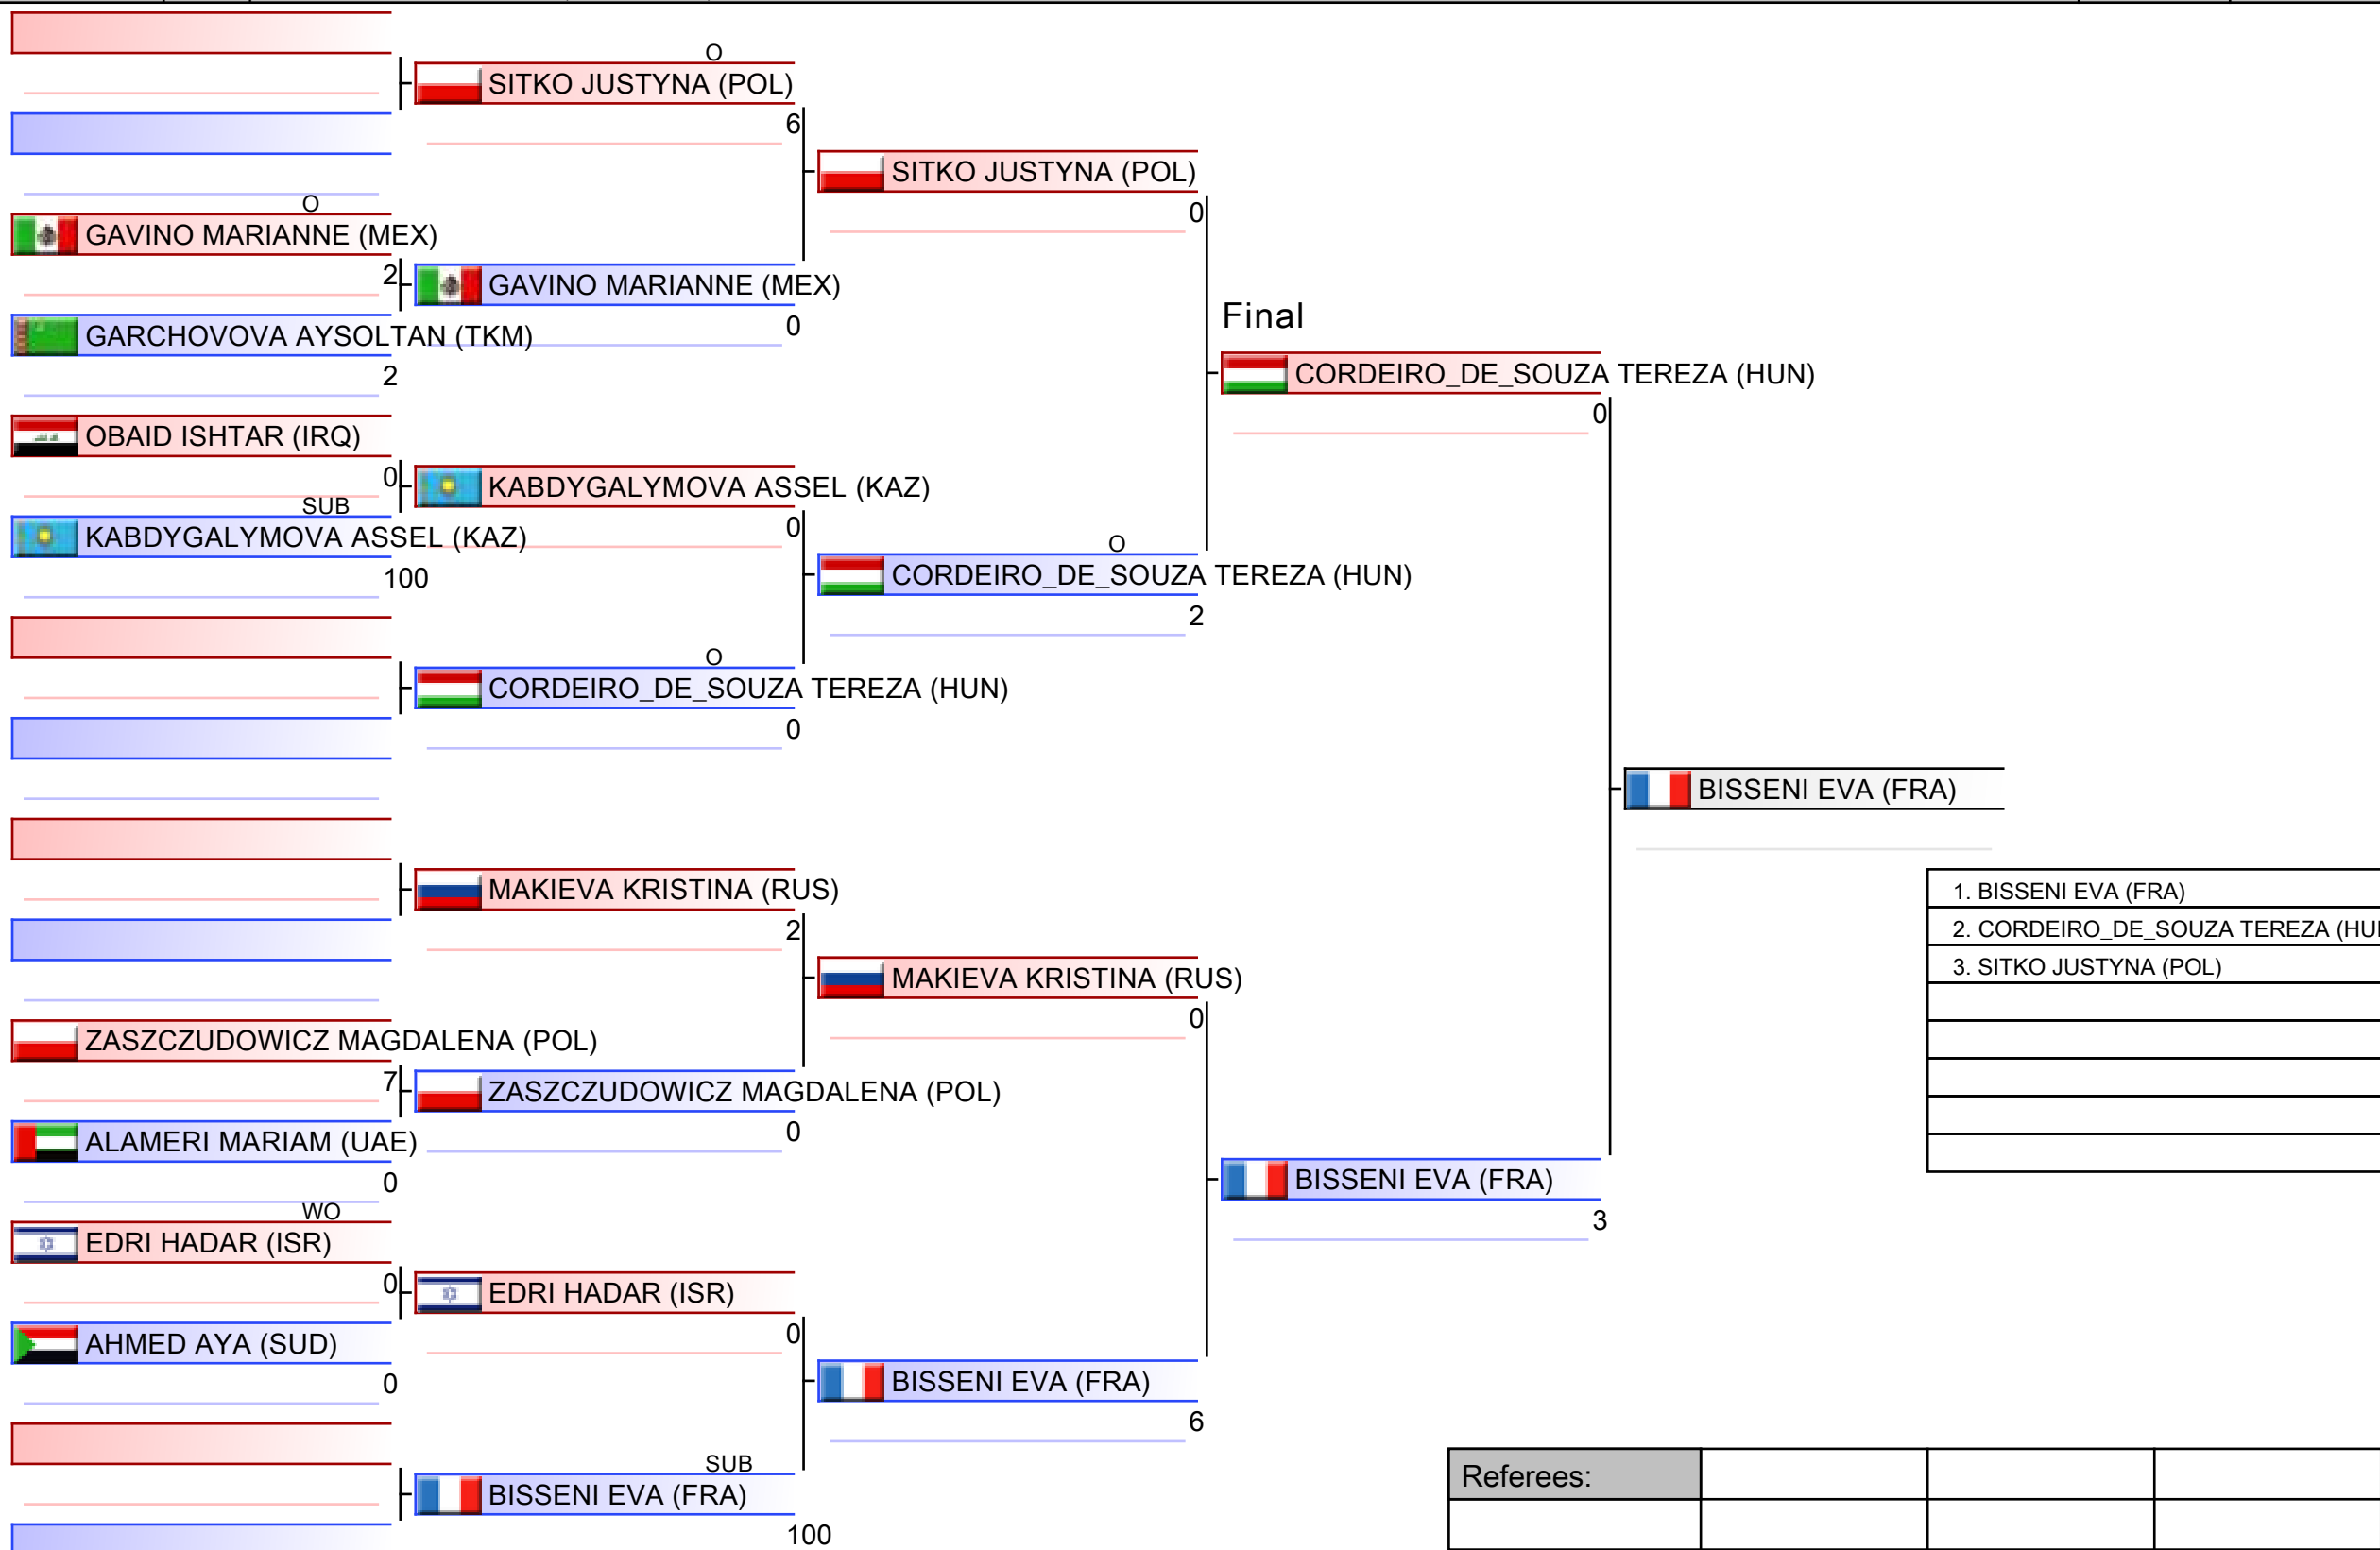 O
SITKO JUSTYNA (POL)
6
O
GAVINO MARIANNE (MEX)
2
GAVINO MARIANNE (MEX)
0
GARCHOVOVA AYSOLTAN (TKM)
2
OBAID ISHTAR (IRQ)
0
KABDYGALYMOVA ASSEL (KAZ)
0
SUB
KABDYGALYMOVA ASSEL (KAZ)
100
O
CORDEIRO_DE_SOUZA TEREZA (HUN)
0
MAKIEVA KRISTINA (RUS)
2
ZASZCZUDOWICZ MAGDALENA (POL)
7
ZASZCZUDOWICZ MAGDALENA (POL)
0
ALAMERI MARIAM (UAE)
0
WO
EDRI HADAR (ISR)
0
EDRI HADAR (ISR)
0
AHMED AYA (SUD)
0
SUB
BISSENI EVA (FRA)
100
SITKO JUSTYNA (POL)
0
O
CORDEIRO_DE_SOUZA TEREZA (HUN)
2
MAKIEVA KRISTINA (RUS)
0
BISSENI EVA (FRA)
6
Final
CORDEIRO_DE_SOUZA TEREZA (HUN)
0
BISSENI EVA (FRA)
3
BISSENI EVA (FRA)
1. BISSENI EVA (FRA)
2. CORDEIRO_DE_SOUZA TEREZA (HU
3. SITKO JUSTYNA (POL)
Referees: